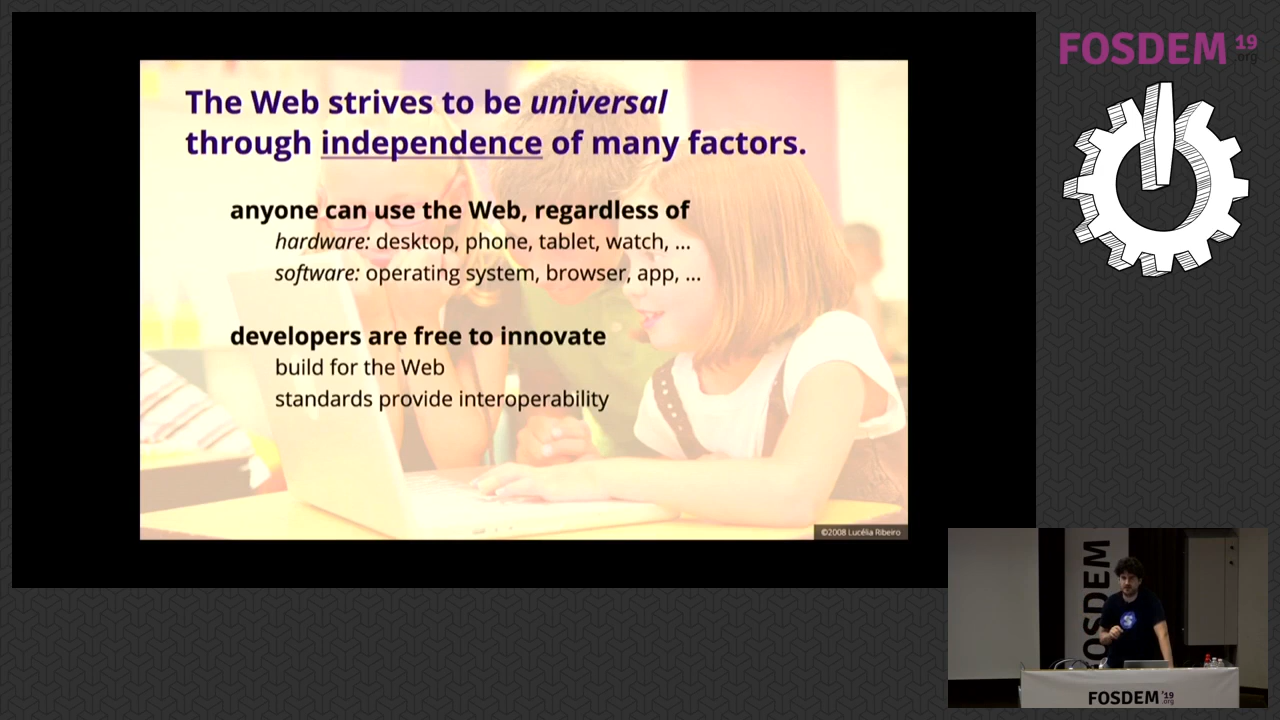 The Web strives to be universal
through independence of many factors.
anyone can use the Web, regardless of
hardware: desktop, phone, tablet, watch, ...
software: operating system, browser, app, ...
developers are free to innovate
build for the Web
standards provide interoperability
©2008 Lucélia Ribeiro
FOSDEM 19
.org
FOSDEM
FOSDEM '19
.org